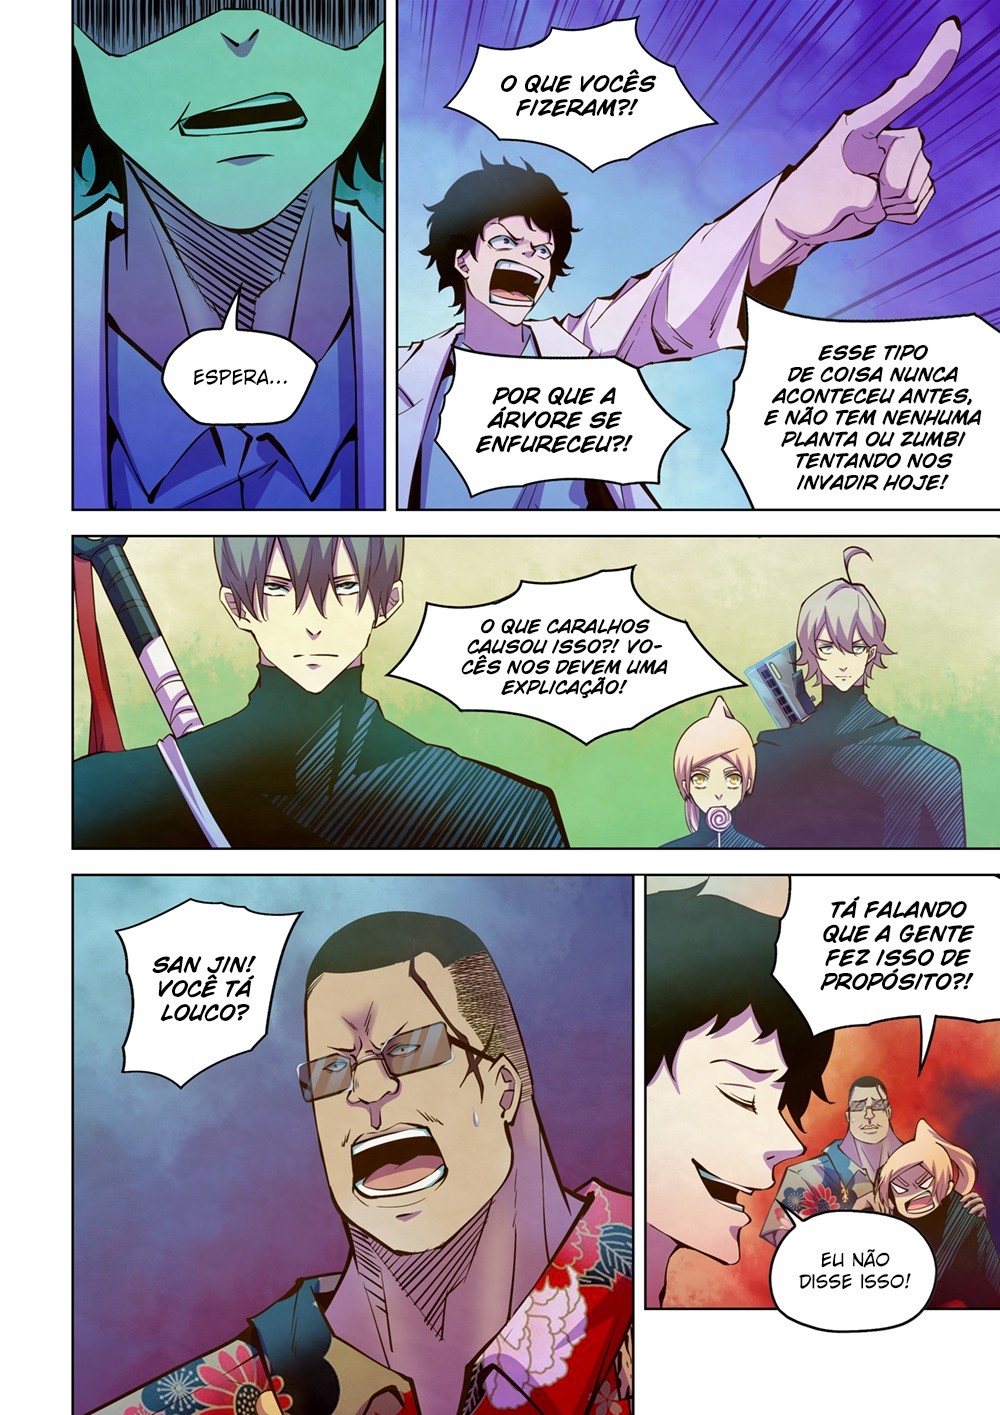 ESPERA...
O QUE VOCÊS
FIZERAM?!
POR QUE A
ÁRVORE SE
ENFURECEU?!
ESSE TIPO
DE COISA NUNCA
ACONTECEU ANTES,
E NÃO TEM NENHUMA
PLANTA OU ZUMBI
TENTANDO NOS
INVADIR HOJE!
O QUE CARALHOS
CAUSOU ISSO?! VO-
CÊS NOS DEVEM UMA
EXPLICAÇÃO!
SAN JIN!
VOCÊ TÁ
LOUCO?
TÁ FALANDO
QUE A GENTE
FEZ ISSO DE
PROPÓSITO?!
EU NÃO
DISSE ISSO!